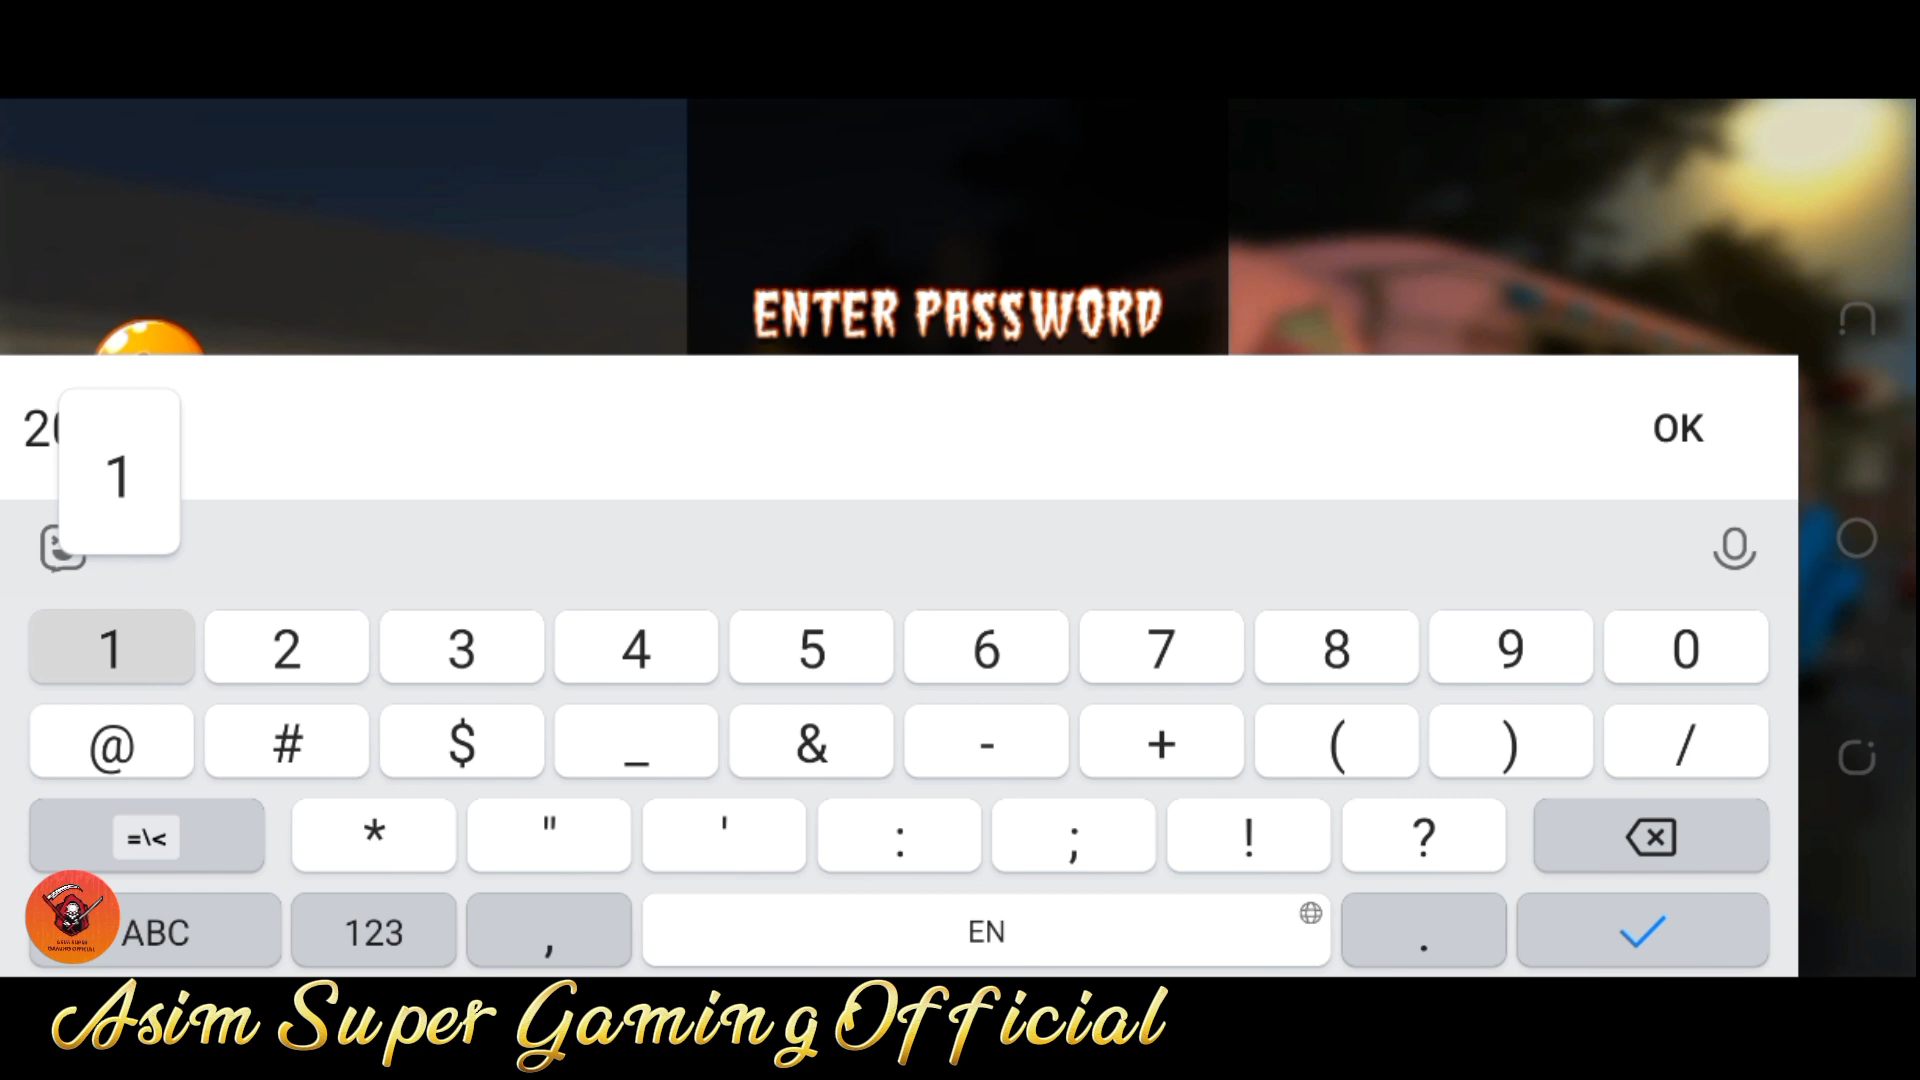 ENTER PASSWORD
1
OK
1 2 3 4 5 6 7 8 9 0
@ # $ _ & - + ( ) /
=\< * " ' : ; ! ?
ABC 123 , EN .
Asim Super Gaming Official